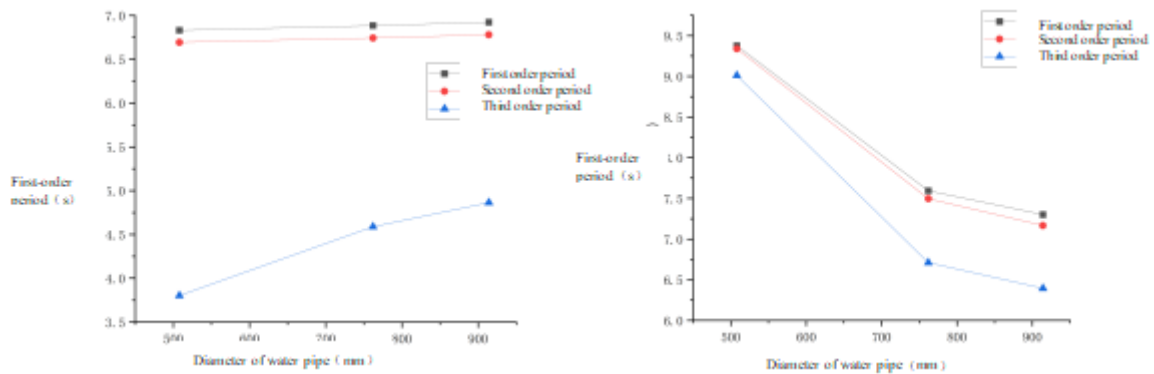 7.0
6.5
6.0
5.5
5.0
4.5
4.0
3.5
First-order
period (s)
500 600 700 800 900
Diameter of water pipe (mm)
First order period
Second order period
Third order period
9.5
9.0
8.5
8.0
7.5
7.0
6.5
6.0
)
First-order
period (s)
500 600 700 800 900
Diameter of water pipe (mm)
First order period
Second order period
Third order period